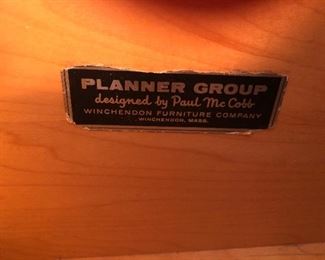 PLANNER GROUP
designed by Paul McCobb
WINCHENDON FURNITURE COMPANY
WINCHENDON, MASS.